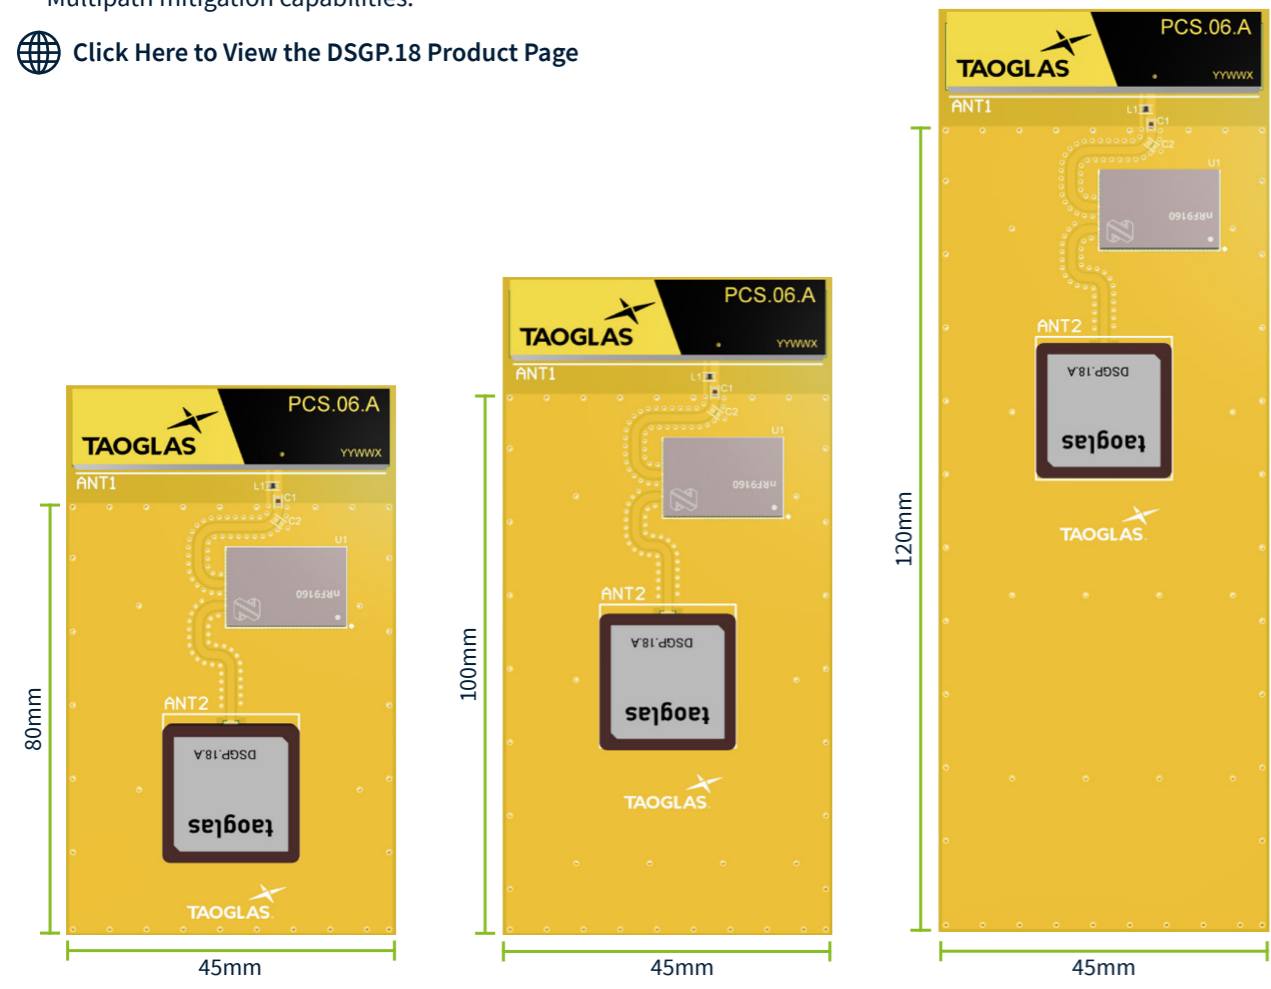 Multipath mitigation capabilities.
Click Here to View the DSGP.18 Product Page
PCS.06.A
TAOGLAS
YYWWX
ANT1
L1
C1
C2
U1
nRF9160
ANT2
DSGP.18.A
taoglas
TAOGLAS
80mm
45mm
PCS.06.A
TAOGLAS
YYWWX
ANT1
L1
C1
C2
U1
nRF9160
ANT2
DSGP.18.A
taoglas
TAOGLAS
100mm
45mm
PCS.06.A
TAOGLAS
YYWWX
ANT1
L1
C1
C2
U1
nRF9160
ANT2
DSGP.18.A
taoglas
TAOGLAS
120mm
45mm